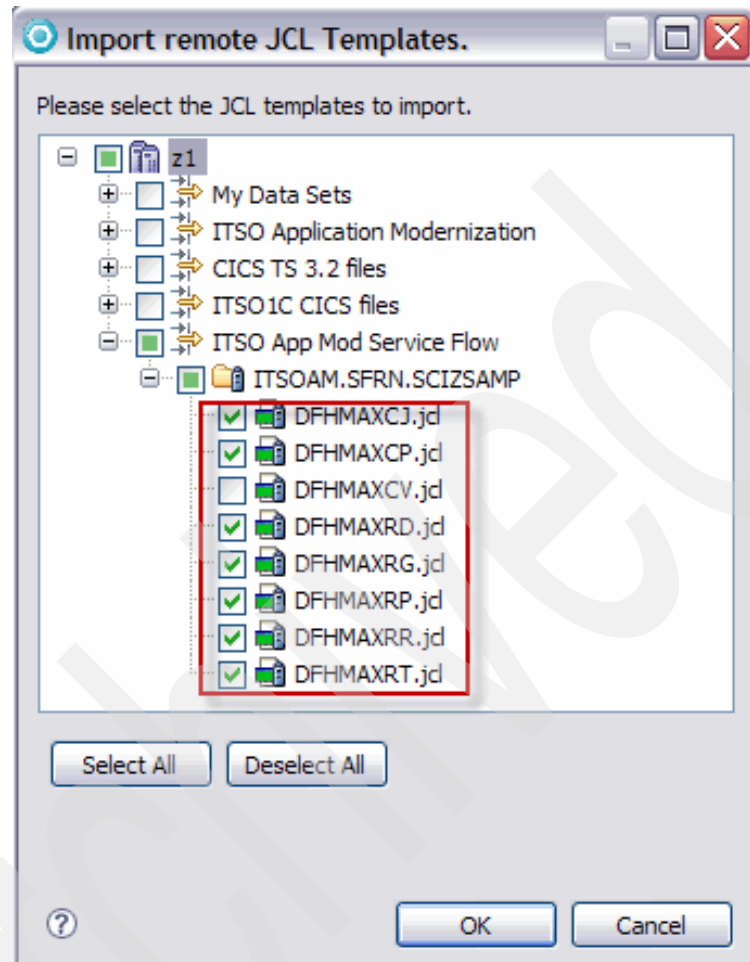 Import remote JCL Templates.
Please select the JCL templates to import.
z1
My Data Sets
ITSO Application Modernization
CICS TS 3.2 files
ITSO1C CICS files
ITSO App Mod Service Flow
ITSOAM.SFRN.SCIZSAMP
DFHMAXCJ.jcl
DFHMAXCP.jcl
DFHMAXCV.jcl
DFHMAXRD.jcl
DFHMAXRG.jcl
DFHMAXRP.jcl
DFHMAXRR.jcl
DFHMAXRT.jcl
Select All Deselect All
? OK Cancel